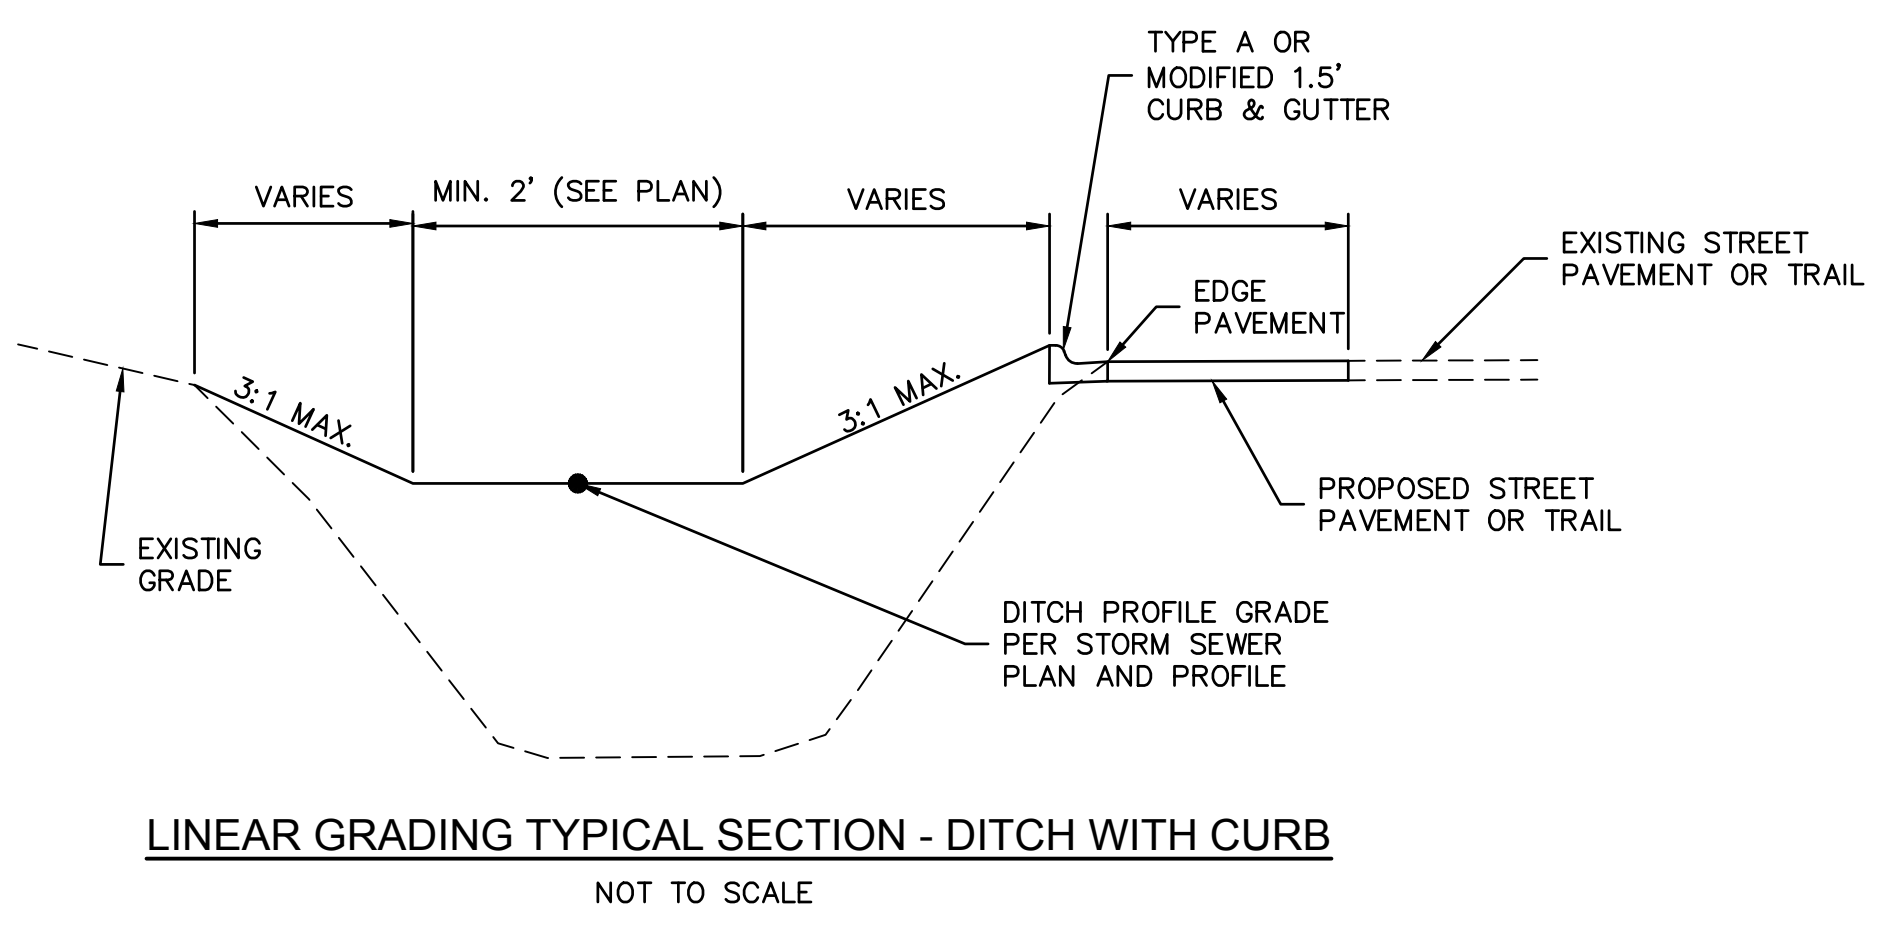 TYPE A OR
MODIFIED 1.5'
CURB & GUTTER
VARIES
MIN. 2' (SEE PLAN)
VARIES
VARIES
EXISTING STREET
PAVEMENT OR TRAIL
EDGE
PAVEMENT
3:1 MAX.
3:1 MAX.
PROPOSED STREET
PAVEMENT OR TRAIL
EXISTING
GRADE
DITCH PROFILE GRADE
PER STORM SEWER
PLAN AND PROFILE
LINEAR GRADING TYPICAL SECTION - DITCH WITH CURB
NOT TO SCALE